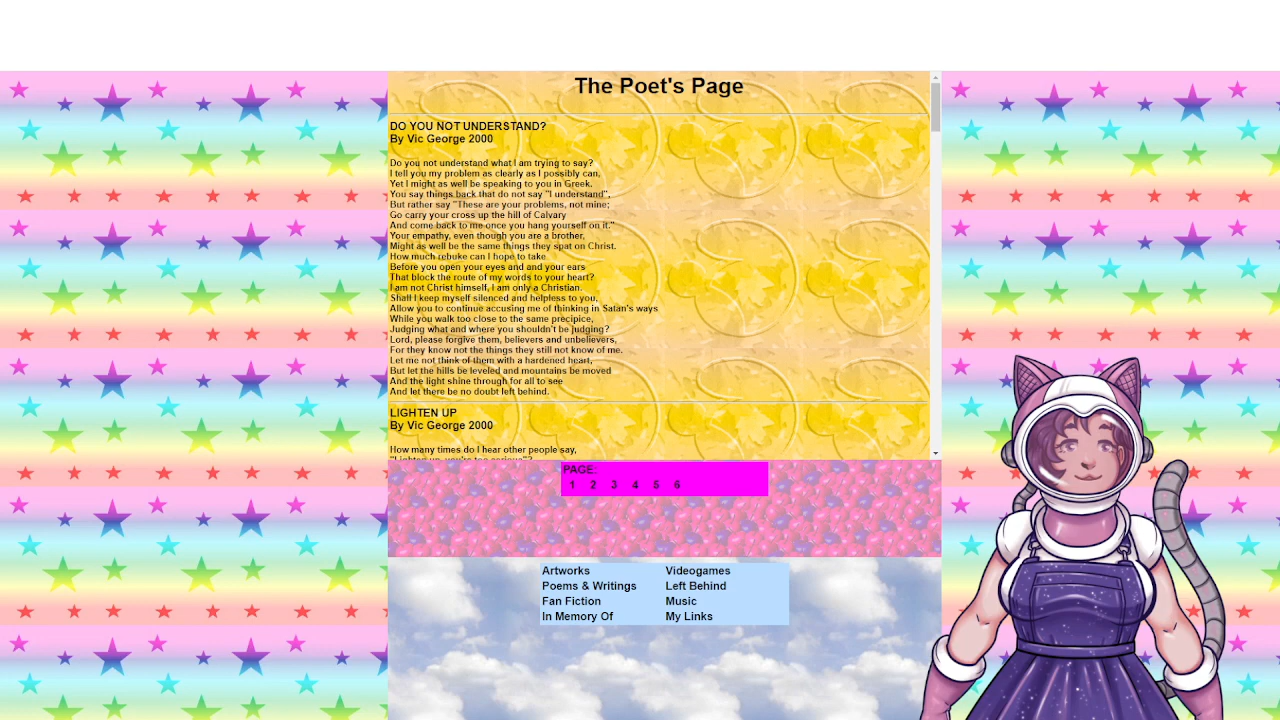 The Poet's Page
DO YOU NOT UNDERSTAND?
By Vic George 2000
Do you not understand what I am trying to say?
I tell you my problem as clearly as I possibly can,
Yet I might as well be speaking to you in Greek.
You say things back that do not say "I understand",
But rather say "These are your problems, not mine;
Go carry your cross up the hill of Calvary
And come back to me once you hang yourself on it."
Your empathy, even though you are a brother,
Might as well be the same things they spat on Christ.
How much rebuke can I hope to take
Before you open your eyes and and your ears
That block the route of my words to your heart?
I am not Christ himself, I am only a Christian.
Shall I keep myself silenced and helpless to you,
Allow you to continue accusing me of thinking in Satan's ways
While you walk too close to the same precipice,
Judging what and where you shouldn't be judging?
Lord, please forgive them, believers and unbelievers,
For they know not the things they still not know of me.
Let me not think of them with a hardened heart,
But let the hills be leveled and mountains be moved
And the light shine through for all to see
And let there be no doubt left behind.
LIGHTEN UP
By Vic George 2000
How many times do I hear other people say,
"Lighten up, you're too serious"?
PAGE:
1 2 3 4 5 6
Artworks Videogames
Poems & Writings Left Behind
Fan Fiction Music
In Memory Of My Links